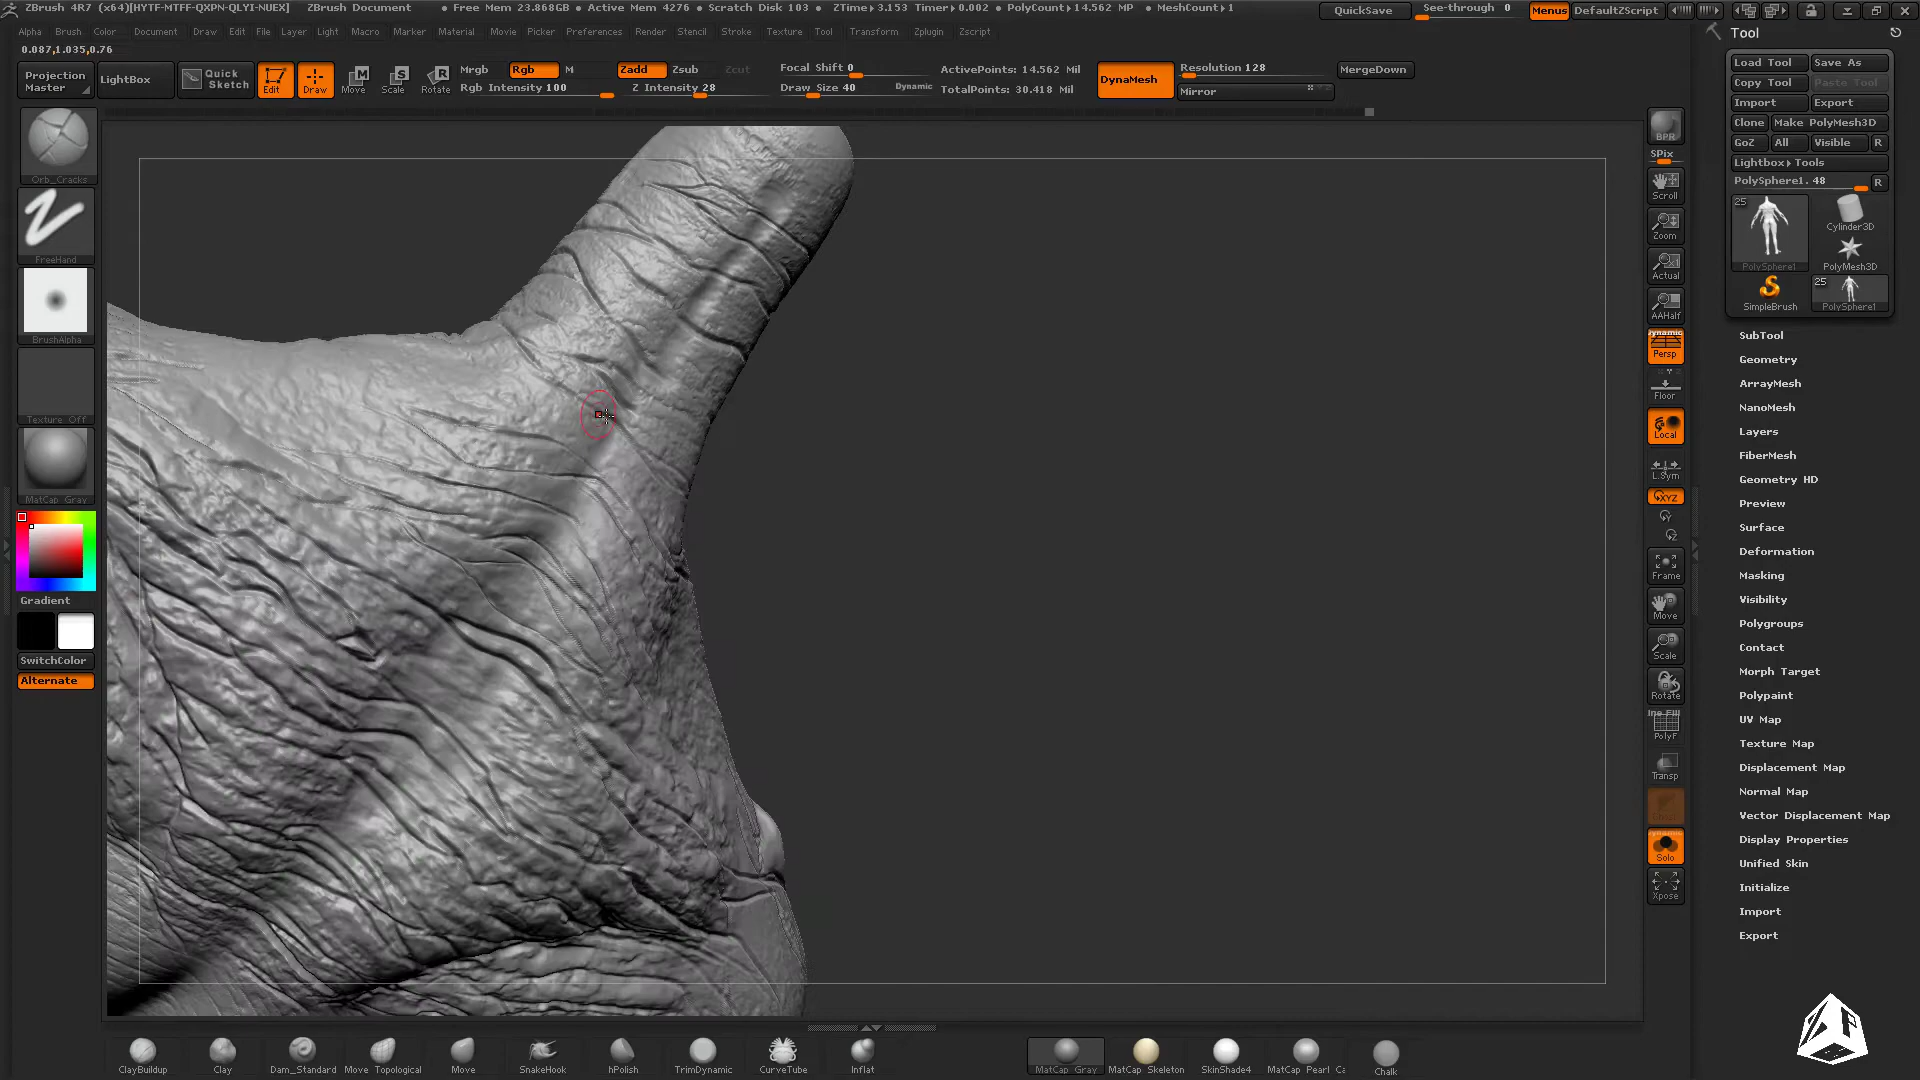 ZBrush 4R7 (x64)[HYTF-MTFF-QXPN-QLYI-NUEX] ZBrush Document • Free Mem 23.868GB • Active Mem 4276 • Scratch Disk 103 • ZTime▸3.153 Timer▸0.002 • PolyCount▸14.562 MP • MeshCount▸1 QuickSave See-through 0 Menus DefaultZScript
Alpha Brush Color Document Draw Edit File Layer Light Macro Marker Material Movie Picker Preferences Render Stencil Stroke Texture Tool Transform Zplugin Zscript
0.087,1.035,0.76
Projection Master LightBox Quick Sketch Edit Draw Move Scale Rotate
Mrgb Rgb M Zadd Zsub Zcut Focal Shift 0 ActivePoints: 14.562 Mil DynaMesh Resolution 128 MergeDown
Rgb Intensity 100 Z Intensity 28 Draw Size 40 Dynamic TotalPoints: 30.418 Mil Mirror
Orb_Cracks
FreeHand
BrushAlpha
Texture Off
MatCap Gray
Gradient
SwitchColor
Alternate
BPR
SPix
Scroll
Zoom
Actual
AAHalf
Dynamic
Persp
Floor
Local
L.Sym
XYZ
Y
Z
Frame
Move
Scale
Rotate
PolyF
Transp
Dynamic
Solo
Xpose
Tool
Load Tool Save As
Copy Tool Paste Tool
Import Export
Clone Make PolyMesh3D
GoZ All Visible R
Lightbox▸Tools
PolySphere1. 48 R
25
Cylinder3D
PolySphere1 PolyMesh3D
25
SimpleBrush PolySphere1
SubTool
Geometry
ArrayMesh
NanoMesh
Layers
FiberMesh
Geometry HD
Preview
Surface
Deformation
Masking
Visibility
Polygroups
Contact
Morph Target
Polypaint
UV Map
Texture Map
Displacement Map
Normal Map
Vector Displacement Map
Display Properties
Unified Skin
Initialize
Import
Export
ClayBuildup Clay Dam_Standard Move Topological Move SnakeHook hPolish TrimDynamic CurveTube Inflat MatCap Gray MatCap Skeleton SkinShade4 MatCap Pearl Ca Chalk